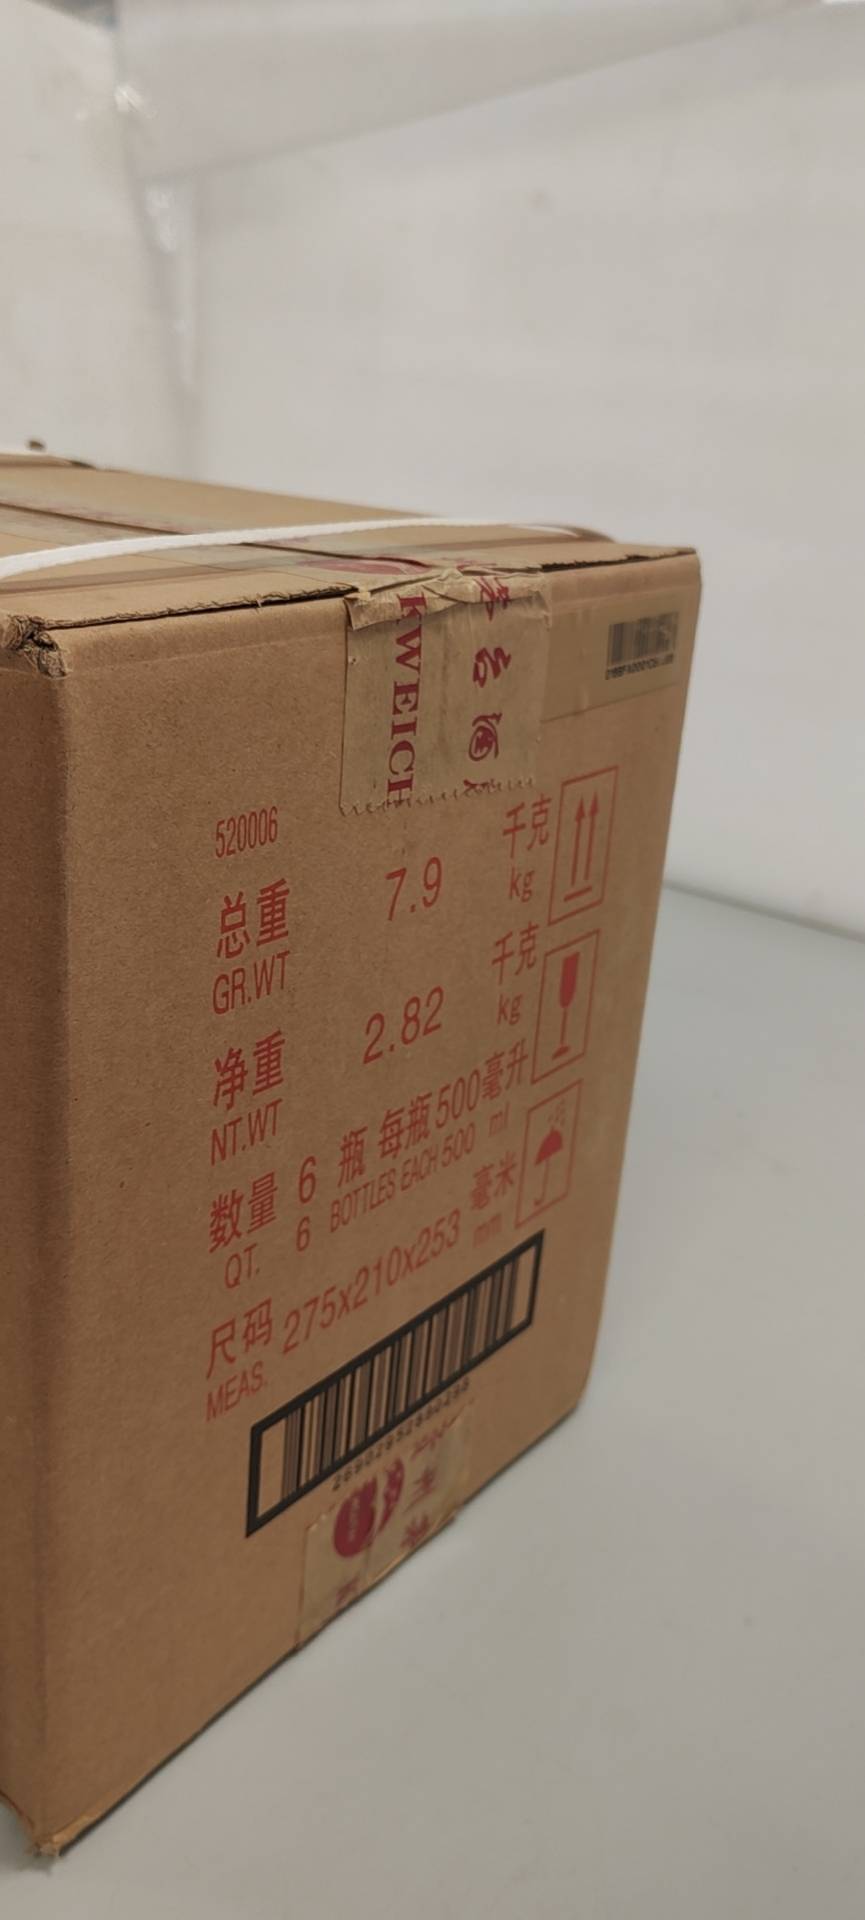 KWEICH
名酒
520006
总重 7.9 千克
GR.WT kg
净重 2.82 千克
NT.WT kg
数量 6 瓶 每瓶 500 毫升
QT. 6 BOTTLES EACH 500 ml
尺码 275x210x253 毫米
MEAS. mm